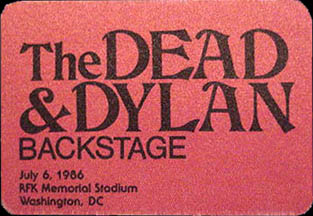 The DEAD
& DYLAN
BACKSTAGE
July 6, 1986
RFK Memorial Stadium
Washington, DC